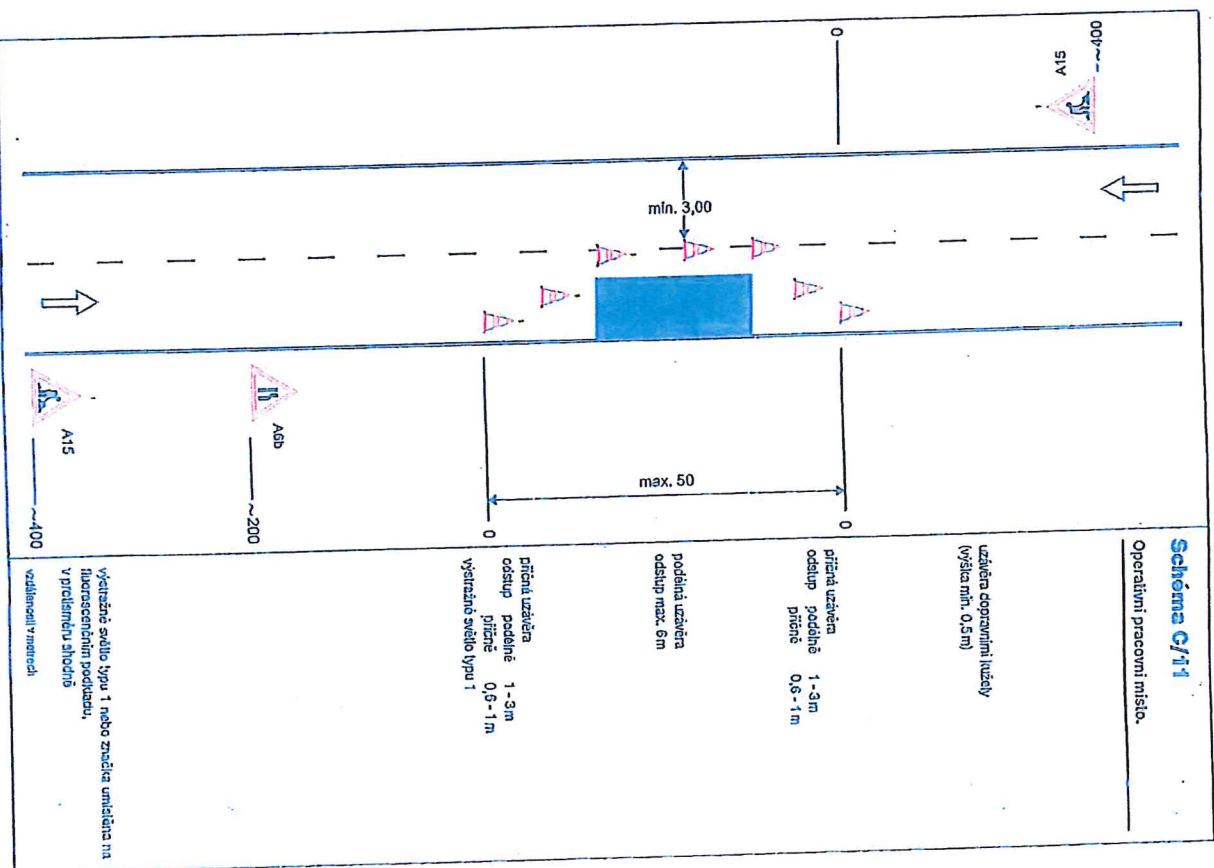 Schéma C/11
Operativní pracovní místo.
~400
A15
0
uzávěra dopravními kužely
(výška min. 0,5m)
0
příčná uzávěra
odstup podélně 1-3m
příčně 0,6-1m
min. 3,00
max. 50
podélná uzávěra
odstup max. 6m
0
příčná uzávěra
odstup podélně 1-3m
příčně 0,6-1m
výstražné světlo typu 1
A6b
~200
A15
~400
výstražné světlo typu 1 nebo značka umístěna na
fluorescenčním podkladu,
v protisměru shodně
vzdálenosti v metrech